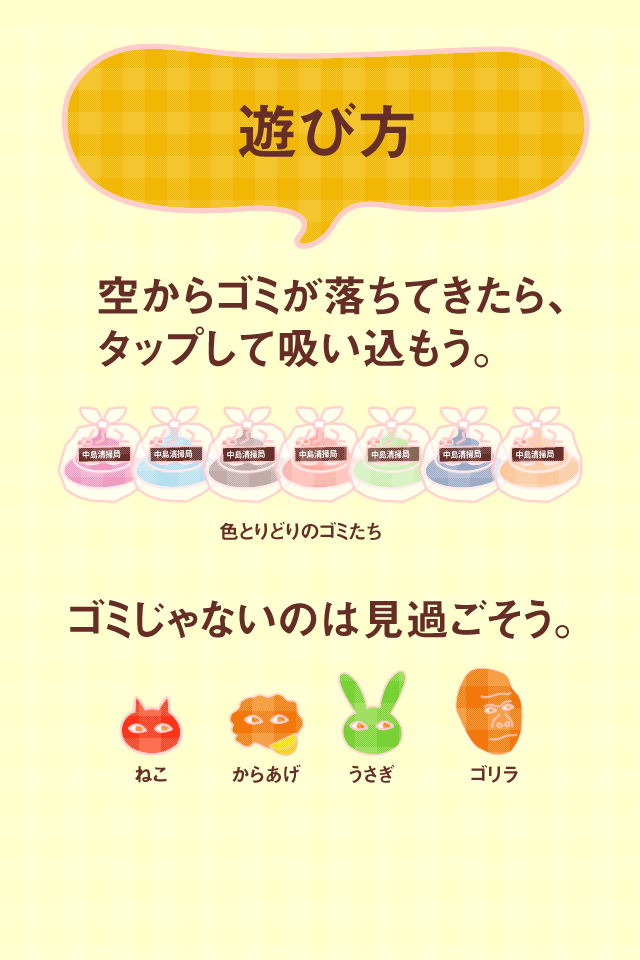 遊び方
空からゴミが落ちてきたら、
タップして吸い込もう。
中島清掃局 中島清掃局 中島清掃局 中島清掃局 中島清掃局 中島清掃局 中島清掃局
色とりどりのゴミたち
ゴミじゃないのは見過ごそう。
ねこ からあげ うさぎ ゴリラ